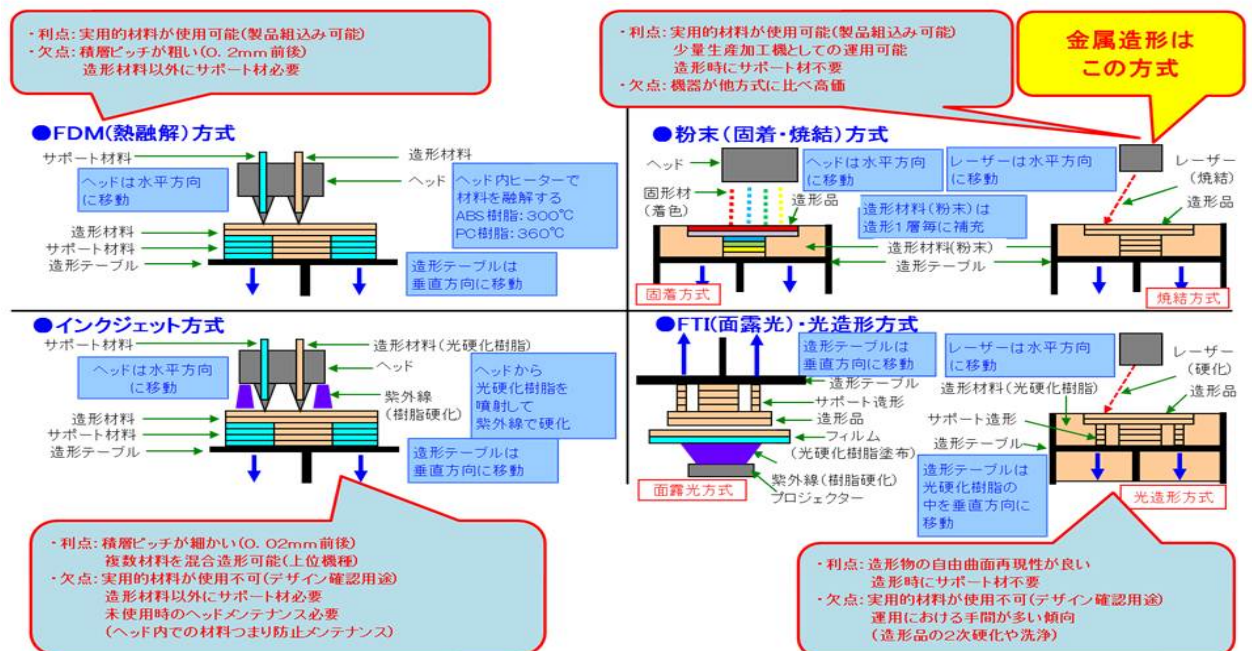 ・利点：実用的材料が使用可能(製品組込み可能)
・欠点：積層ピッチが粗い(0．2mm前後)
造形材料以外にサポート材必要
・利点：実用的材料が使用可能(製品組込み可能)
少量生産加工機としての運用可能
造形時にサポート材不要
・欠点：機器が他方式に比べ高価
金属造形は
この方式
●FDM(熱融解)方式
サポート材料
造形材料
ヘッドは水平方向
に移動
ヘッド
ヘッド内ヒーターで
材料を融解する
ABS樹脂：300℃
PC樹脂：360℃
造形材料
サポート材料
造形テーブル
造形テーブルは
垂直方向に移動
●粉末（固着・焼結）方式
ヘッド
ヘッドは水平方向
に移動
レーザーは水平方向
に移動
レーザー
(焼結)
固形材
(着色)
造形品
造形品
造形材料(粉末)は
造形1層毎に補充
造形材料(粉末)
造形テーブル
固着方式
焼結方式
●インクジェット方式
サポート材料
造形材料(光硬化樹脂)
ヘッドは水平方向
に移動
ヘッド
紫外線
(樹脂硬化)
ヘッドから
光硬化樹脂を
噴射して
紫外線で硬化
造形材料
サポート材料
造形テーブル
造形テーブルは
垂直方向に移動
●FTI(面露光)・光造形方式
造形テーブルは
垂直方向に移動
レーザーは水平方向
に移動
レーザー
(硬化)
造形テーブル
造形材料(光硬化樹脂)
サポート造形
造形品
造形品
サポート造形
フィルム
(光硬化樹脂塗布)
造形テーブル
紫外線(樹脂硬化)
プロジェクター
面露光方式
造形テーブルは
光硬化樹脂の
中を垂直方向に
移動
光造形方式
・利点：積層ピッチが細かい(0．02mm前後)
複数材料を混合造形可能(上位機種)
・欠点：実用的材料が使用不可(デザイン確認用途)
造形材料以外にサポート材必要
未使用時のヘッドメンテナンス必要
(ヘッド内での材料つまり防止メンテナンス)
・利点：造形物の自由曲面再現性が良い
造形時にサポート材不要
・欠点：実用的材料が使用不可(デザイン確認用途)
運用における手間が多い傾向
(造形品の2次硬化や洗浄)